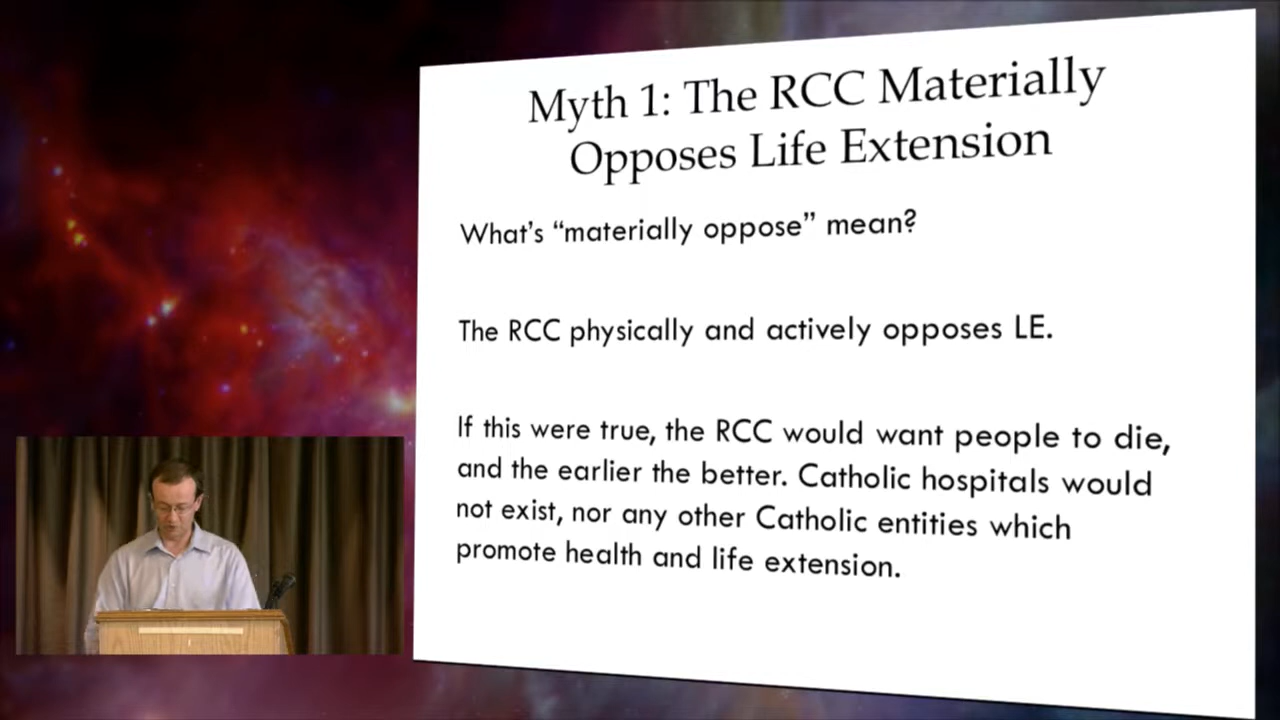 Myth 1: The RCC Materially
Opposes Life Extension
What's “materially oppose” mean?
The RCC physically and actively opposes LE.
If this were true, the RCC would want people to die,
and the earlier the better. Catholic hospitals would
not exist, nor any other Catholic entities which
promote health and life extension.